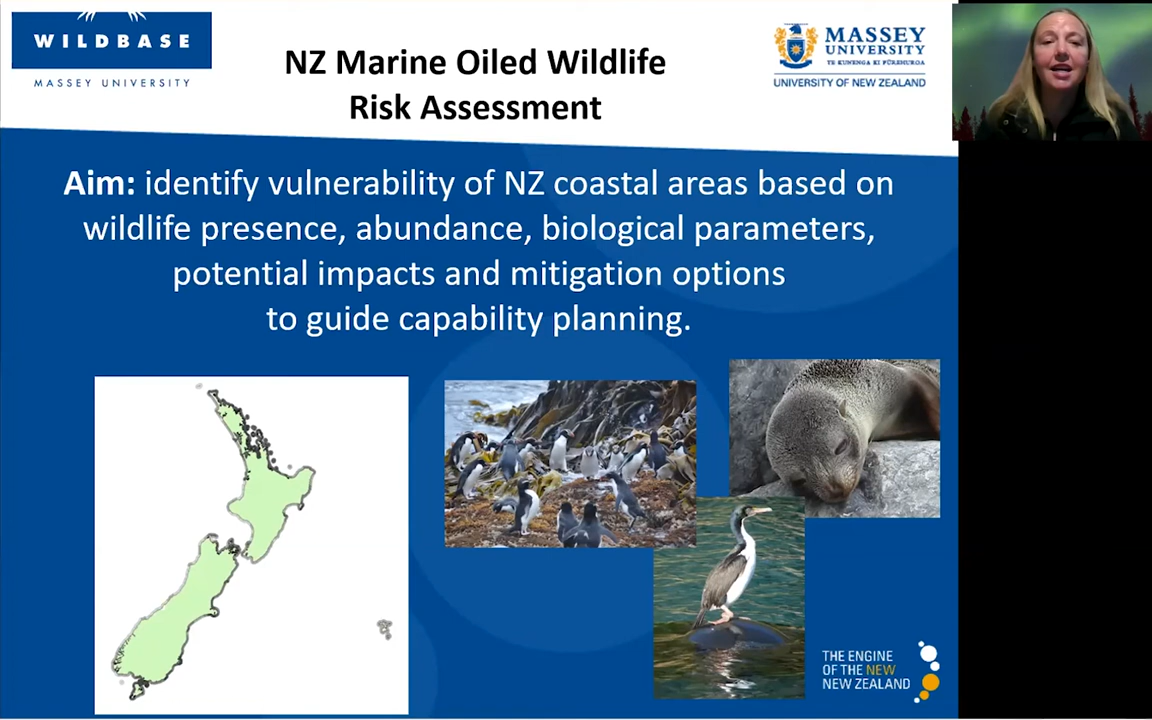 WILDBASE
MASSEY UNIVERSITY
NZ Marine Oiled Wildlife
Risk Assessment
MASSEY
UNIVERSITY
TE KUNENGA KI PŪREHUROA
UNIVERSITY OF NEW ZEALAND
Aim: identify vulnerability of NZ coastal areas based on
wildlife presence, abundance, biological parameters,
potential impacts and mitigation options
to guide capability planning.
THE ENGINE
OF THE NEW
NEW ZEALAND